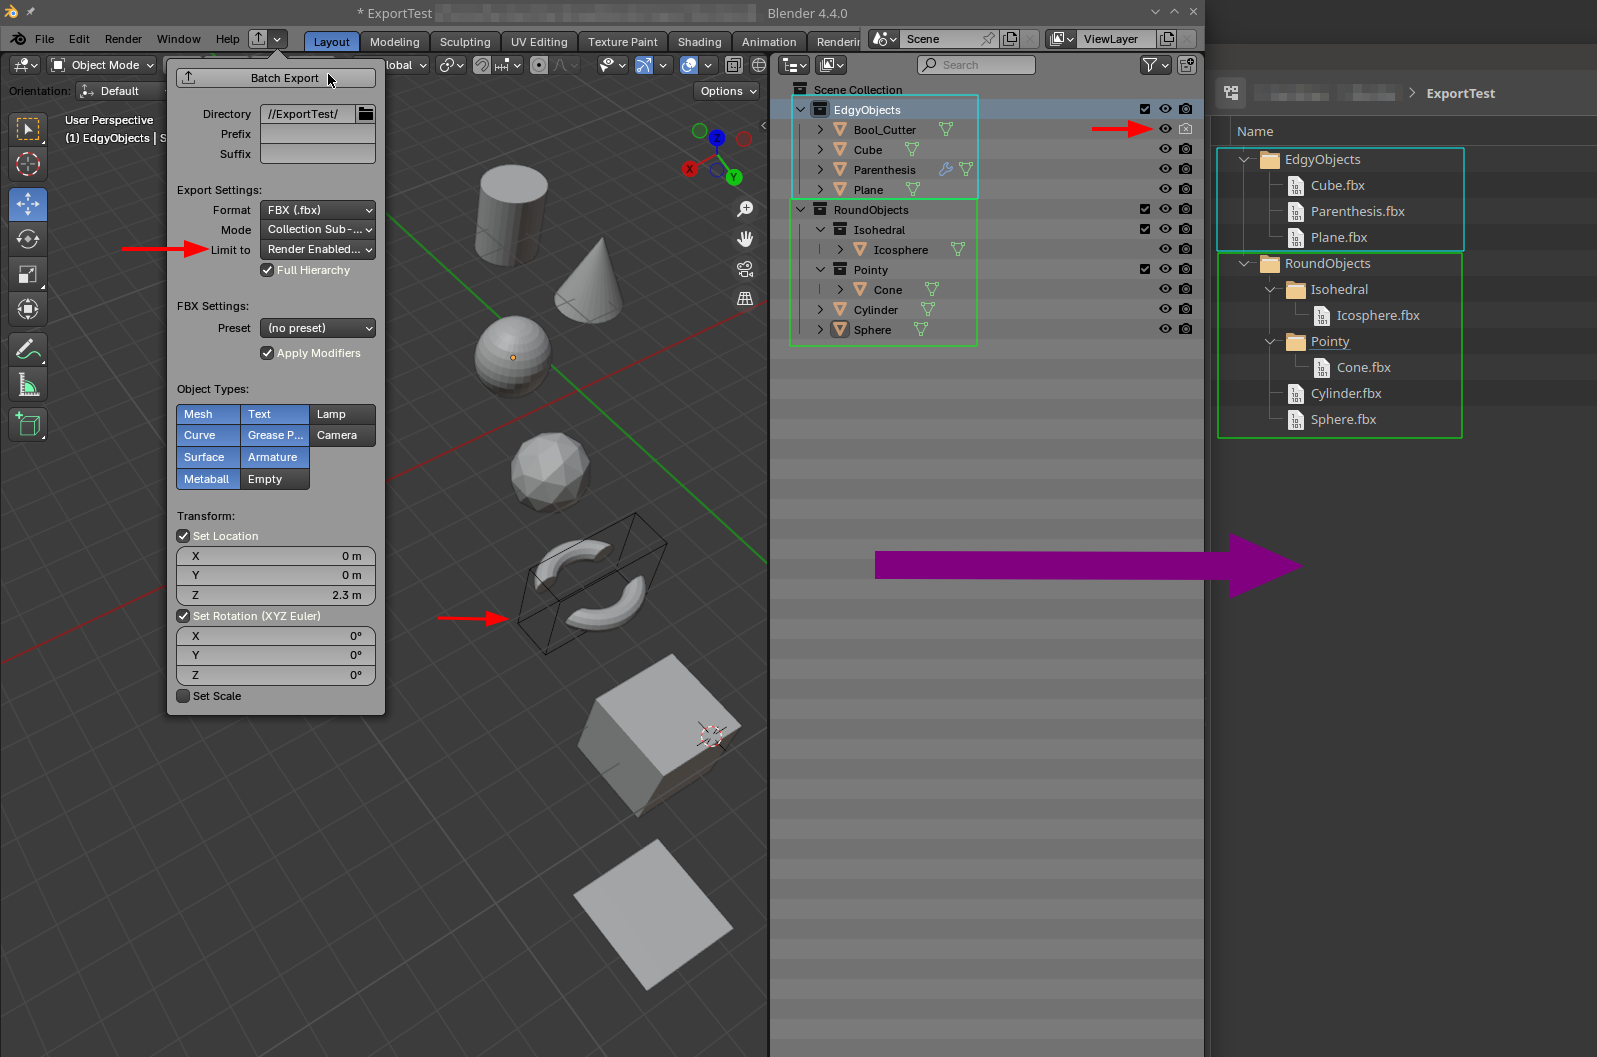 * ExportTest
Blender 4.4.0
File Edit Render Window Help
Layout Modeling Sculpting UV Editing Texture Paint Shading Animation Renderin
Scene
ViewLayer
Object Mode
lobal
Orientation: Default
Options
User Perspective
(1) EdgyObjects | S
Batch Export
Directory //ExportTest/
Prefix
Suffix
Export Settings:
Format FBX (.fbx)
Mode Collection Sub-...
Limit to Render Enabled...
Full Hierarchy
FBX Settings:
Preset (no preset)
Apply Modifiers
Object Types:
Mesh Text Lamp
Curve Grease P... Camera
Surface Armature
Metaball Empty
Transform:
Set Location
X 0 m
Y 0 m
Z 2.3 m
Set Rotation (XYZ Euler)
X 0°
Y 0°
Z 0°
Set Scale
Z
X
Y
Search
Scene Collection
EdgyObjects
Bool_Cutter
Cube
Parenthesis
Plane
RoundObjects
Isohedral
Icosphere
Pointy
Cone
Cylinder
Sphere
ExportTest
Name
EdgyObjects
Cube.fbx
Parenthesis.fbx
Plane.fbx
RoundObjects
Isohedral
Icosphere.fbx
Pointy
Cone.fbx
Cylinder.fbx
Sphere.fbx